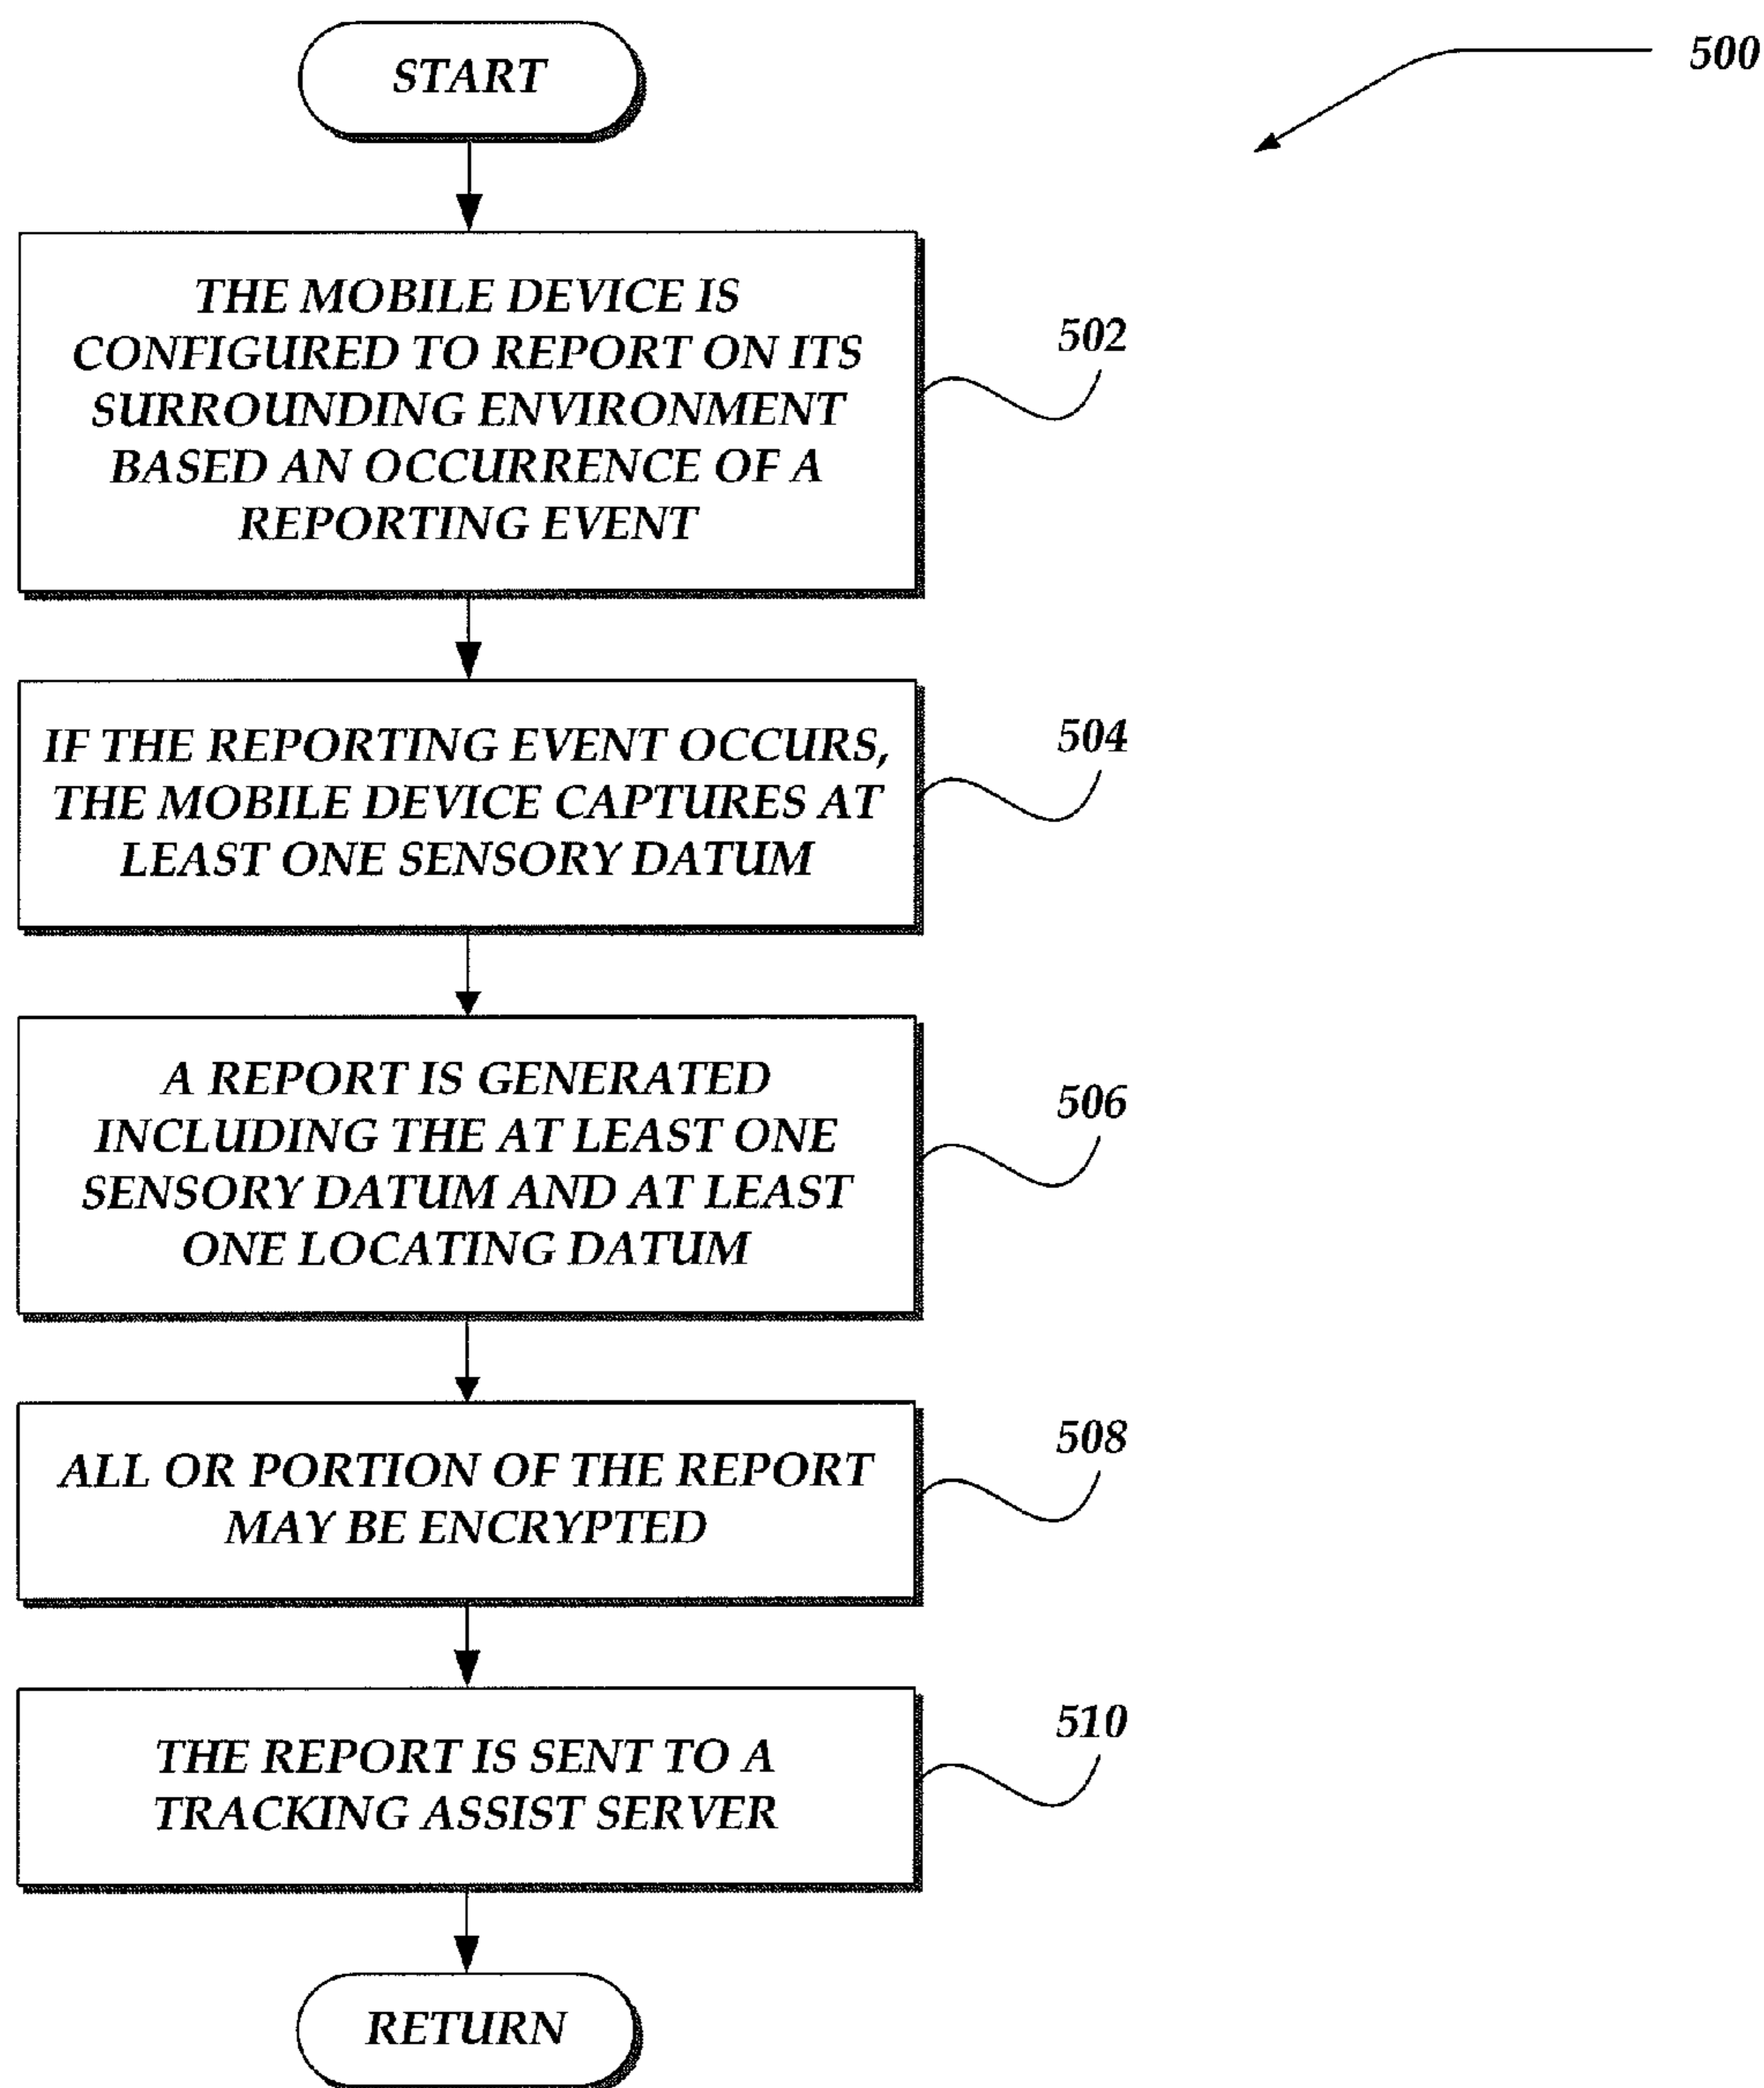 START
500
THE MOBILE DEVICE IS
CONFIGURED TO REPORT ON ITS
SURROUNDING ENVIRONMENT
BASED AN OCCURRENCE OF A
REPORTING EVENT
502
IF THE REPORTING EVENT OCCURS,
THE MOBILE DEVICE CAPTURES AT
LEAST ONE SENSORY DATUM
504
A REPORT IS GENERATED
INCLUDING THE AT LEAST ONE
SENSORY DATUM AND AT LEAST
ONE LOCATING DATUM
506
ALL OR PORTION OF THE REPORT
MAY BE ENCRYPTED
508
THE REPORT IS SENT TO A
TRACKING ASSIST SERVER
510
RETURN